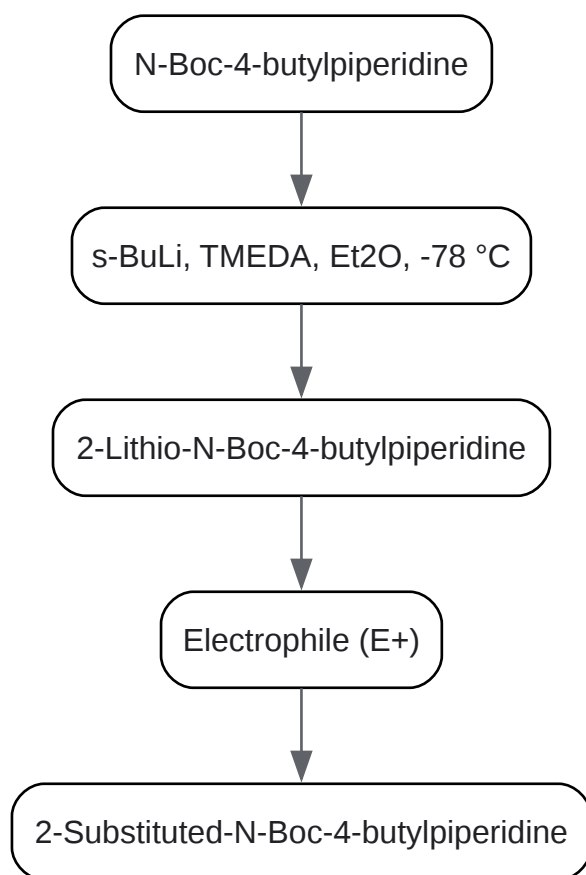 N-Boc-4-butylpiperidine
s-BuLi, TMEDA, Et2O, -78 °C
2-Lithio-N-Boc-4-butylpiperidine
Electrophile (E+)
2-Substituted-N-Boc-4-butylpiperidine